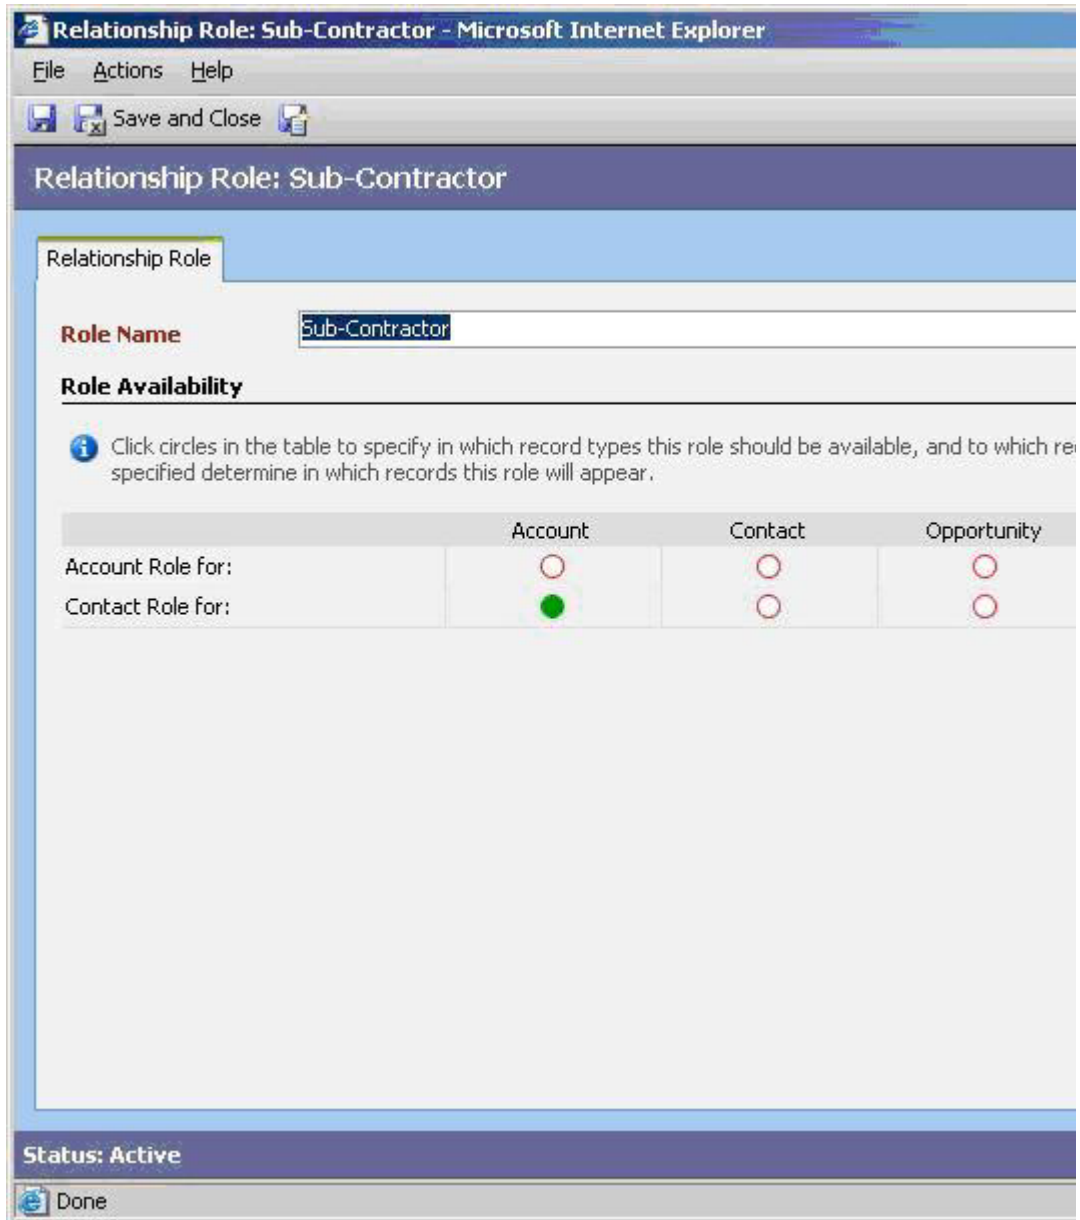 Relationship Role: Sub-Contractor - Microsoft Internet Explorer
File Actions Help
Save and Close
Relationship Role: Sub-Contractor
Relationship Role
Role Name Sub-Contractor
Role Availability
Click circles in the table to specify in which record types this role should be available, and to which
specified determine in which records this role will appear.
Account Contact Opportunity
Account Role for:
Contact Role for:
Status: Active
Done